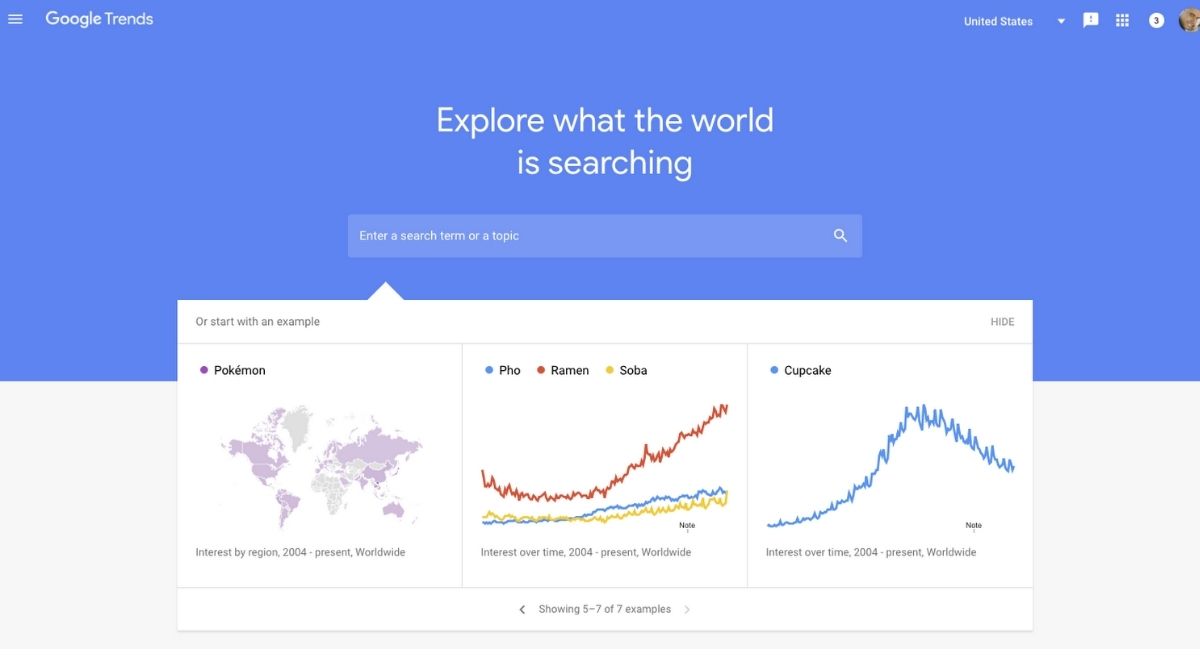 Google Trends
United States
3
Explore what the world
is searching
Enter a search term or a topic
Or start with an example
HIDE
Pokémon
Pho Ramen Soba
Cupcake
Note
Note
Interest by region, 2004 - present, Worldwide
Interest over time, 2004 - present, Worldwide
Interest over time, 2004 - present, Worldwide
Showing 5–7 of 7 examples